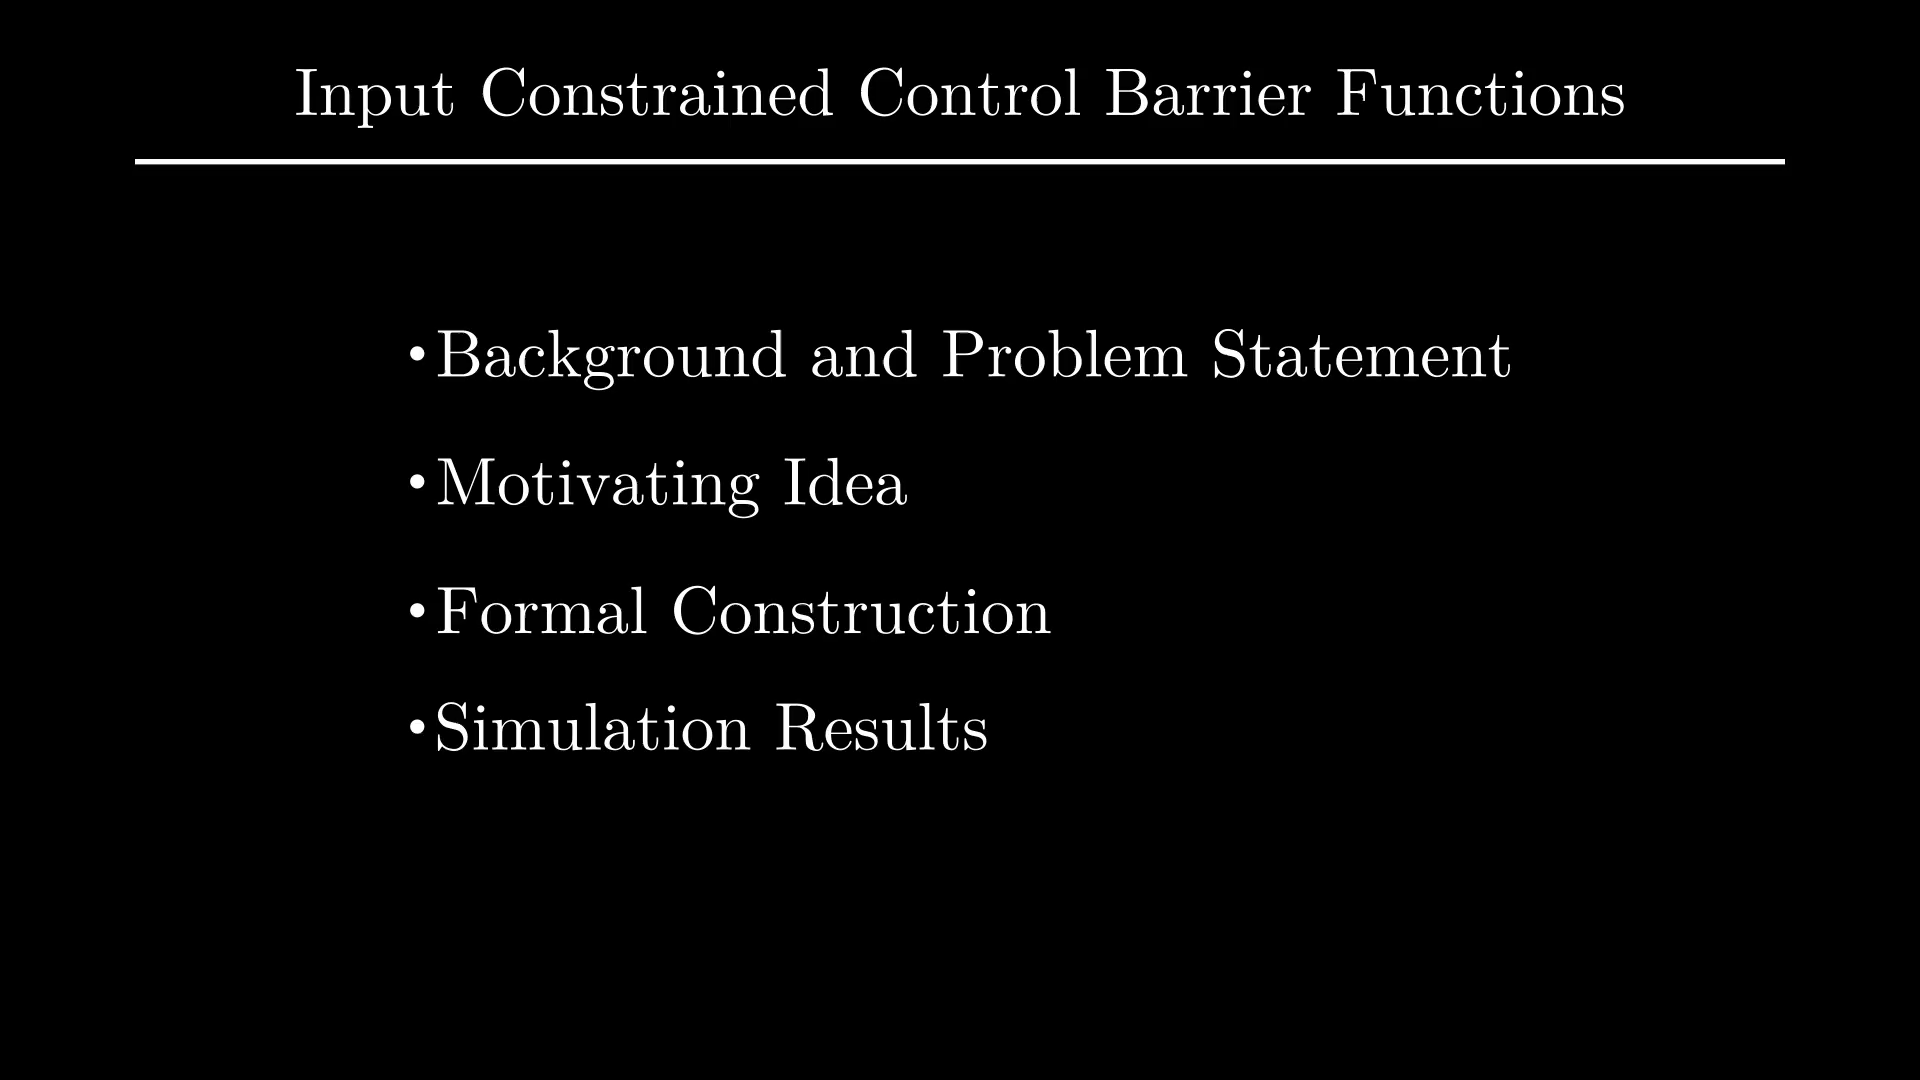 Input Constrained Control Barrier Functions
•Background and Problem Statement
•Motivating Idea
•Formal Construction
•Simulation Results